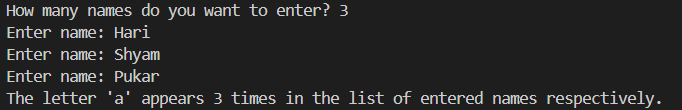 How many names do you want to enter? 3
Enter name: Hari
Enter name: Shyam
Enter name: Pukar
The letter 'a' appears 3 times in the list of entered names respectively.